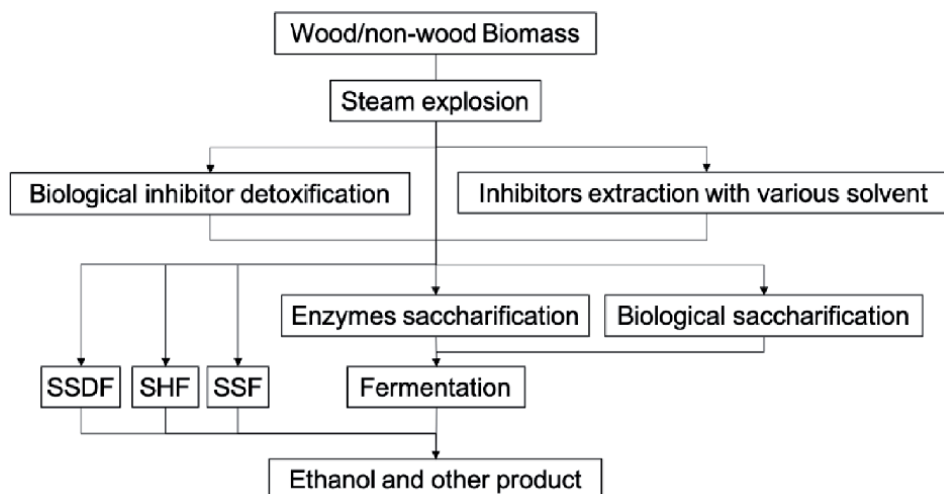 Wood/non-wood Biomass
Steam explosion
Biological inhibitor detoxification
Inhibitors extraction with various solvent
Enzymes saccharification
Biological saccharification
SSDF
SHF
SSF
Fermentation
Ethanol and other product